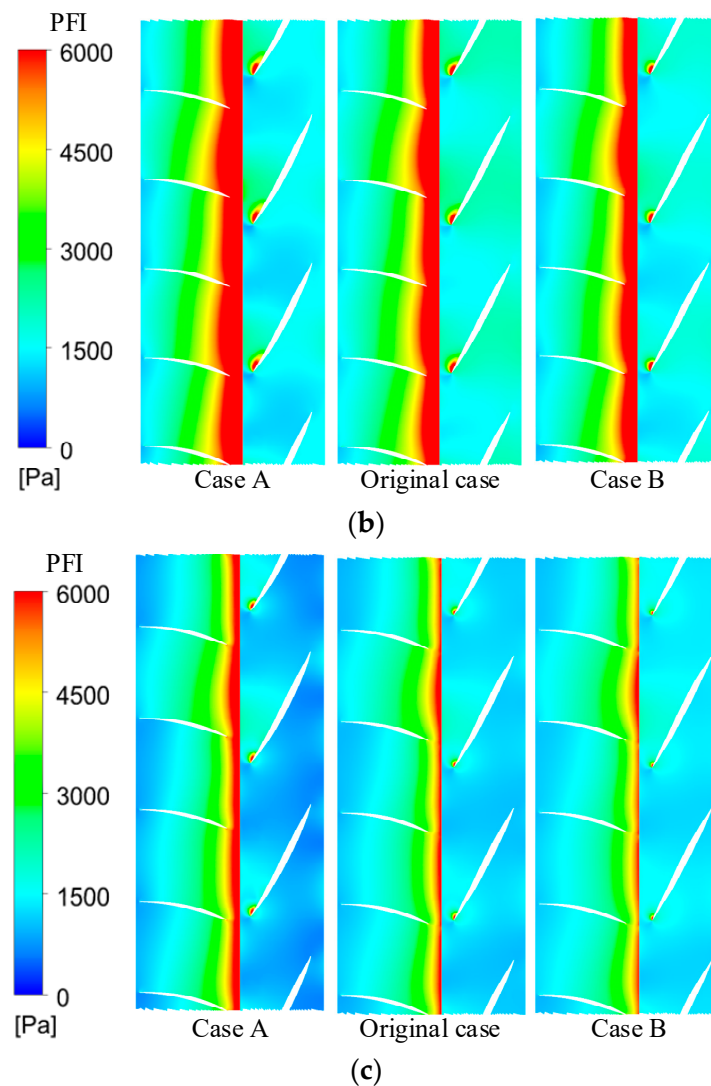 PFI
6000
4500
3000
1500
0
[Pa]
Case A Original case Case B
(b)
PFI
6000
4500
3000
1500
0
[Pa]
Case A Original case Case B
(c)